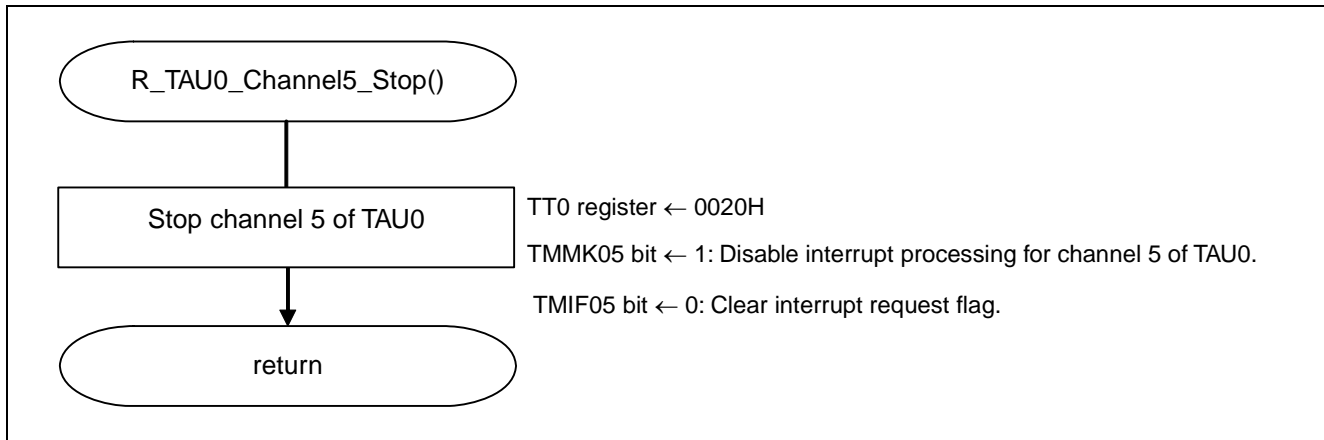 R_TAU0_Channel5_Stop()
Stop channel 5 of TAU0
TT0 register ← 0020H
TMMK05 bit ← 1: Disable interrupt processing for channel 5 of TAU0.
TMIF05 bit ← 0: Clear interrupt request flag.
return